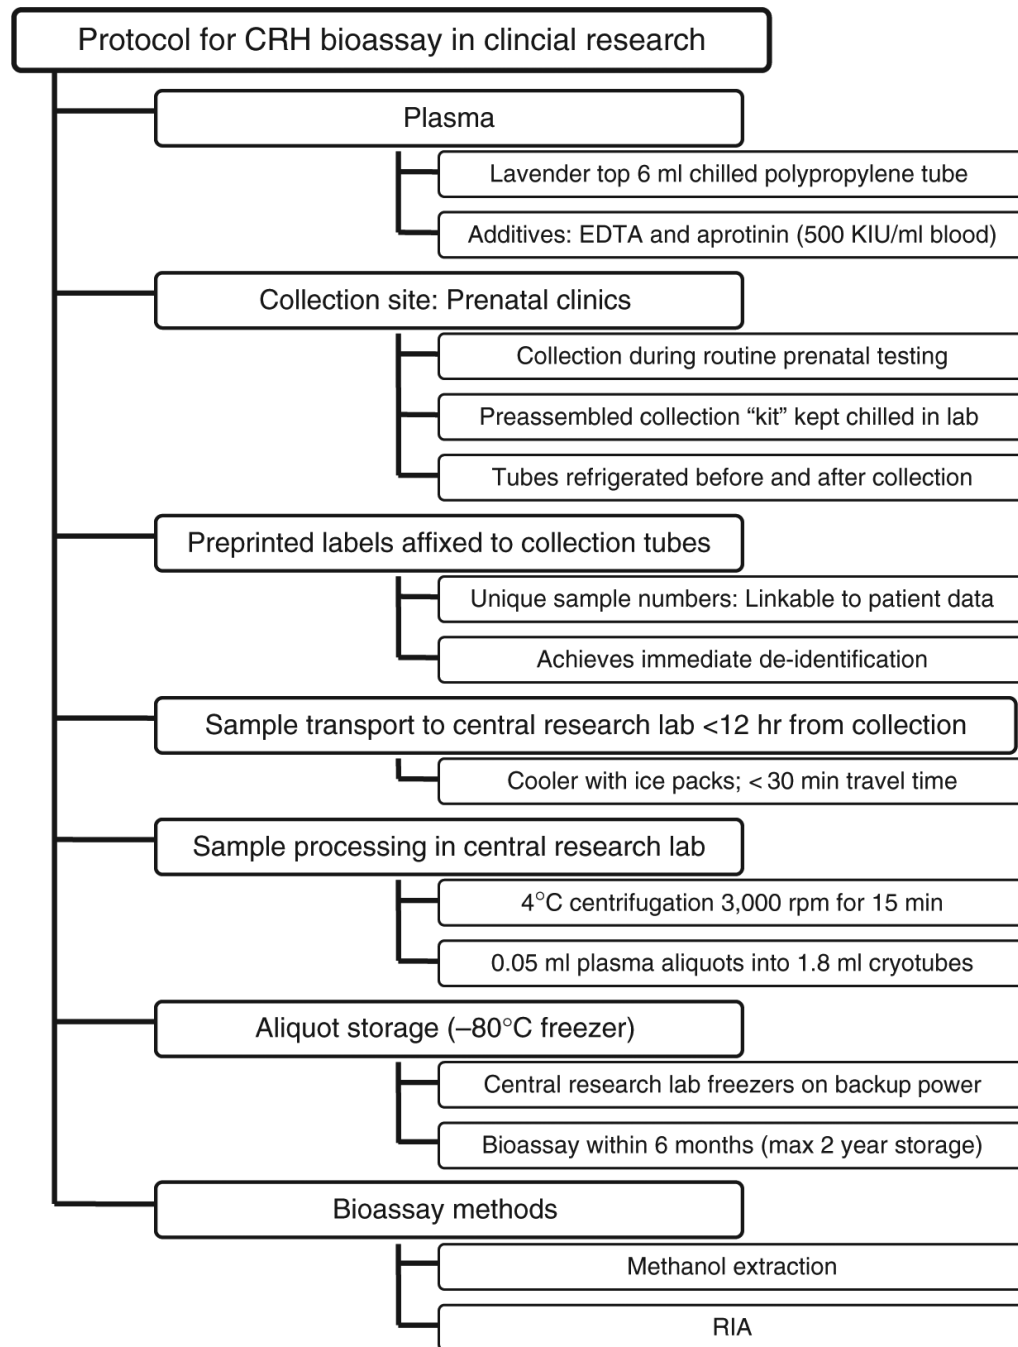 Protocol for CRH bioassay in clincial research
Plasma
Lavender top 6 ml chilled polypropylene tube
Additives: EDTA and aprotinin (500 KIU/ml blood)
Collection site: Prenatal clinics
Collection during routine prenatal testing
Preassembled collection “kit” kept chilled in lab
Tubes refrigerated before and after collection
Preprinted labels affixed to collection tubes
Unique sample numbers: Linkable to patient data
Achieves immediate de-identification
Sample transport to central research lab <12 hr from collection
Cooler with ice packs; < 30 min travel time
Sample processing in central research lab
4°C centrifugation 3,000 rpm for 15 min
0.05 ml plasma aliquots into 1.8 ml cryotubes
Aliquot storage (–80°C freezer)
Central research lab freezers on backup power
Bioassay within 6 months (max 2 year storage)
Bioassay methods
Methanol extraction
RIA